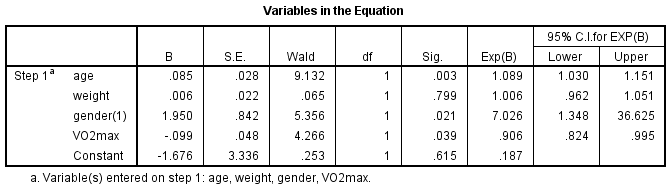 Variables in the Equation
95% C.I.for EXP(B)
B S.E. Wald df Sig. Exp(B) Lower Upper
Step 1a age .085 .028 9.132 1 .003 1.089 1.030 1.151
weight .006 .022 .065 1 .799 1.006 .962 1.051
gender(1) 1.950 .842 5.356 1 .021 7.026 1.348 36.625
VO2max -.099 .048 4.266 1 .039 .906 .824 .995
Constant -1.676 3.336 .253 1 .615 .187
a. Variable(s) entered on step 1: age, weight, gender, VO2max.